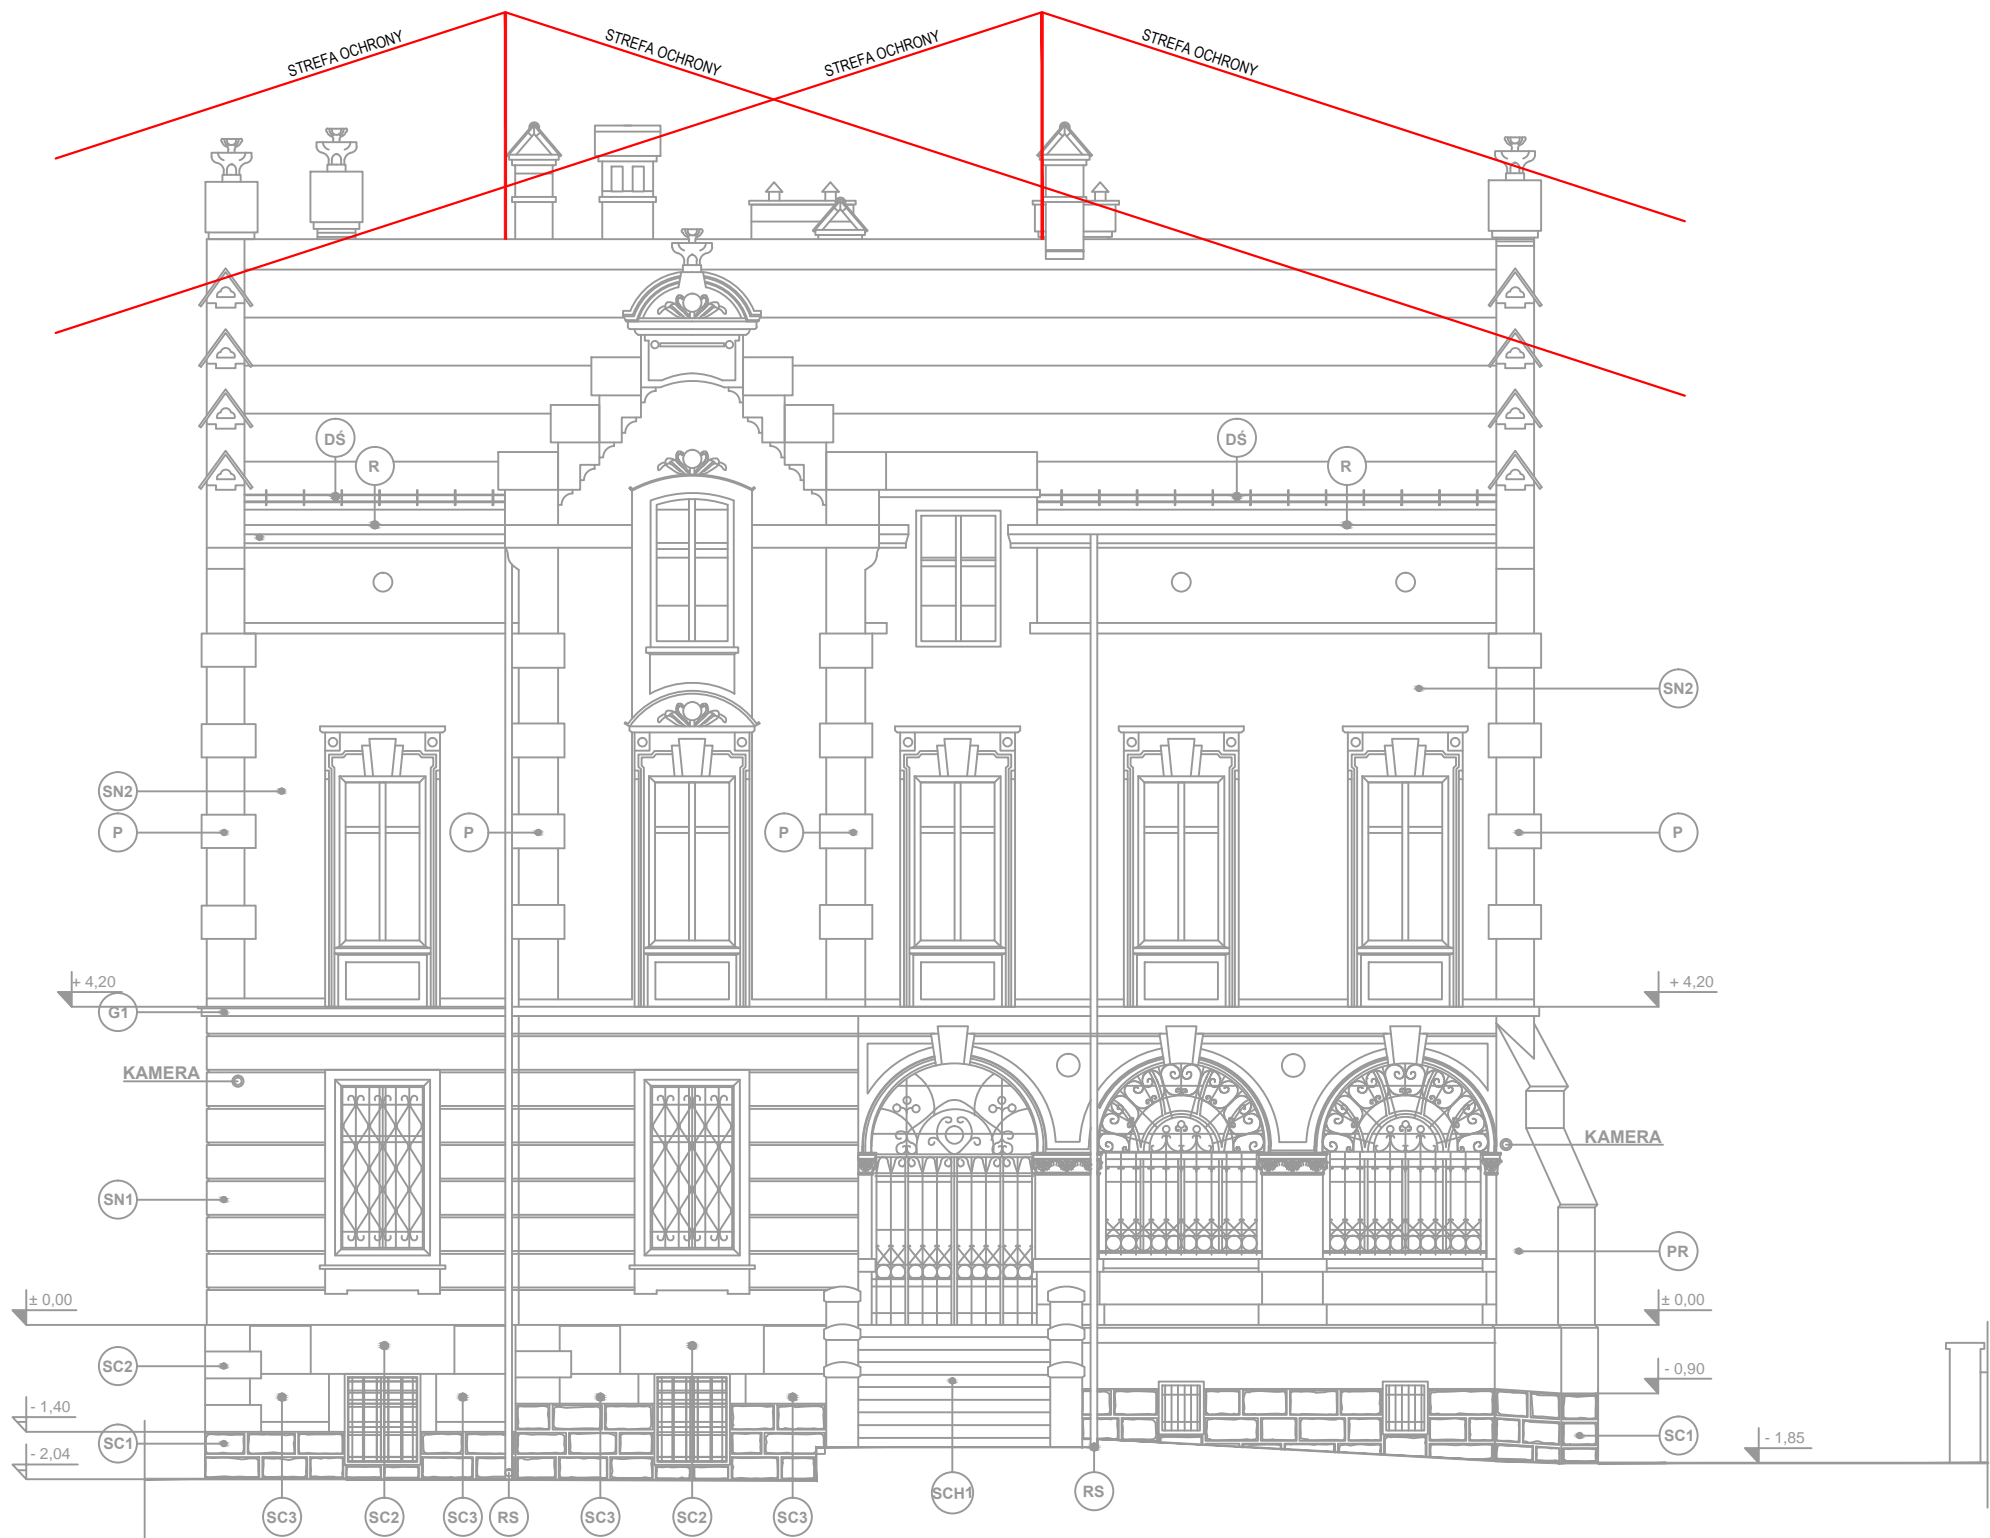 STREFA OCHRONY
STREFA OCHRONY
STREFA OCHRONY
STREFA OCHRONY
DŚ
DŚ
R
R
SN2
SN2
P
P
P
P
+ 4,20
+ 4,20
G1
KAMERA
KAMERA
SN1
PR
± 0,00
± 0,00
SC2
- 0,90
- 1,40
SC1
SC1
- 1,85
- 2,04
SCH1
RS
SC3
SC2
SC3
RS
SC3
SC2
SC3